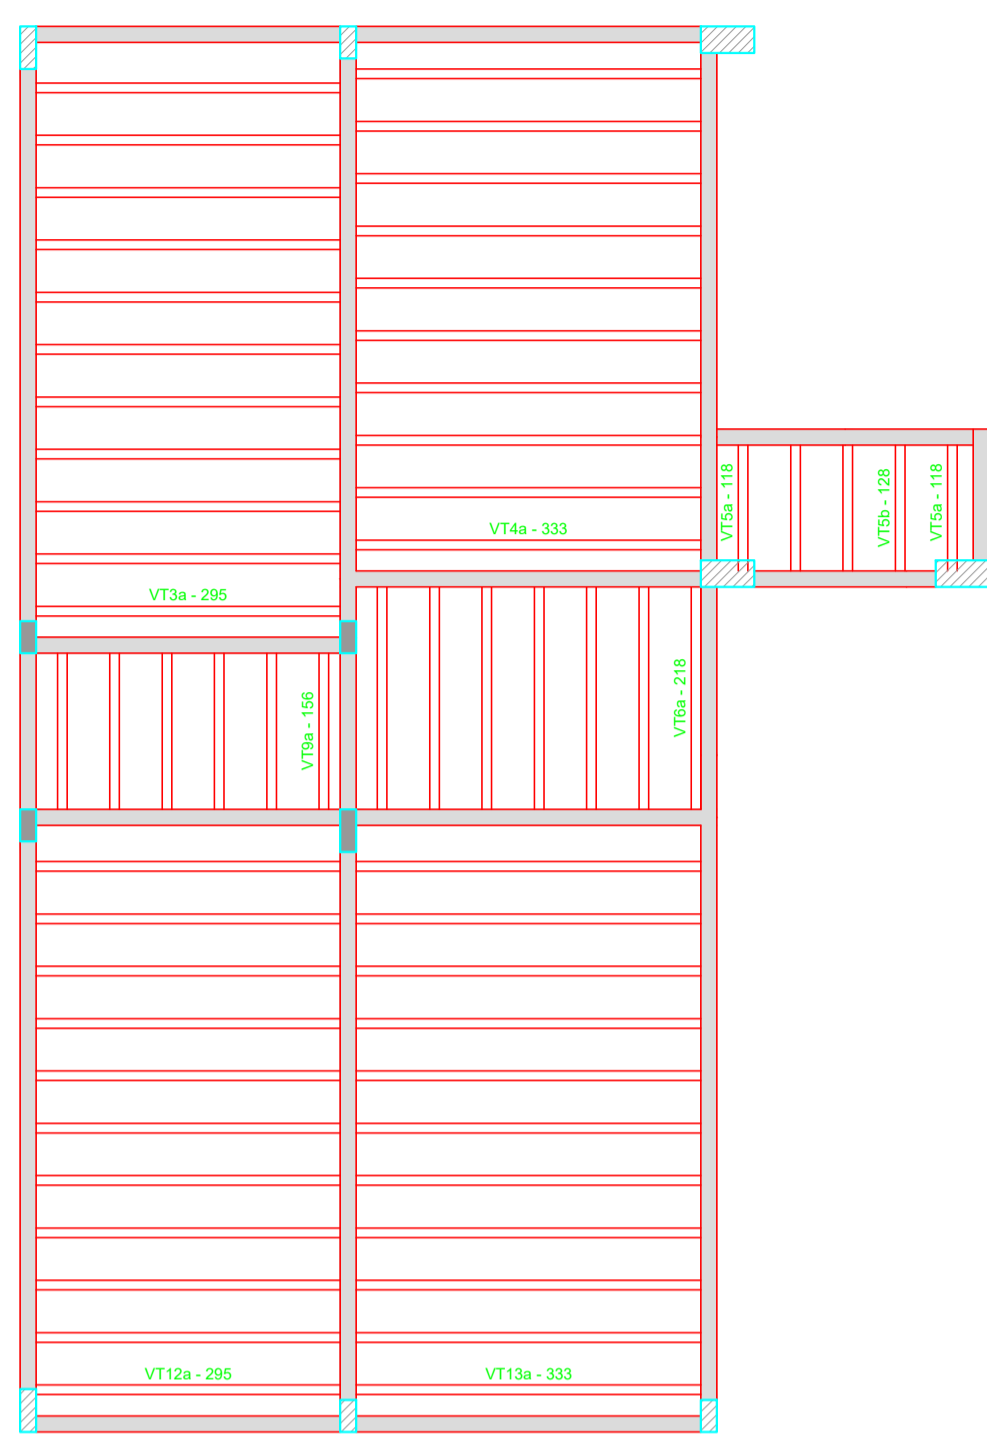 VT5a - 118
VT5b - 128
VT5a - 118
VT4a - 333
VT3a - 295
VT6a - 218
VT9a - 156
VT12a - 295
VT13a - 333